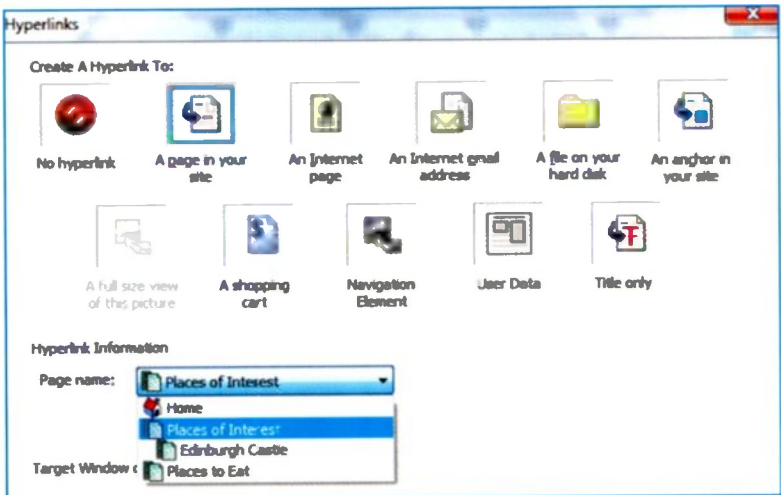 Hyperlinks
Create A Hyperlink To:
No hyperlink
A page in your
site
An Internet
page
An Internet email
address
A file on your
hard disk
An anchor in
your site
A full size view
of this picture
A shopping
cart
Navigation
Element
User Data
Title only
Hyperlink Information
Page name:
Places of Interest
Home
Places of Interest
Edinburgh Castle
Places to Eat
Target Window